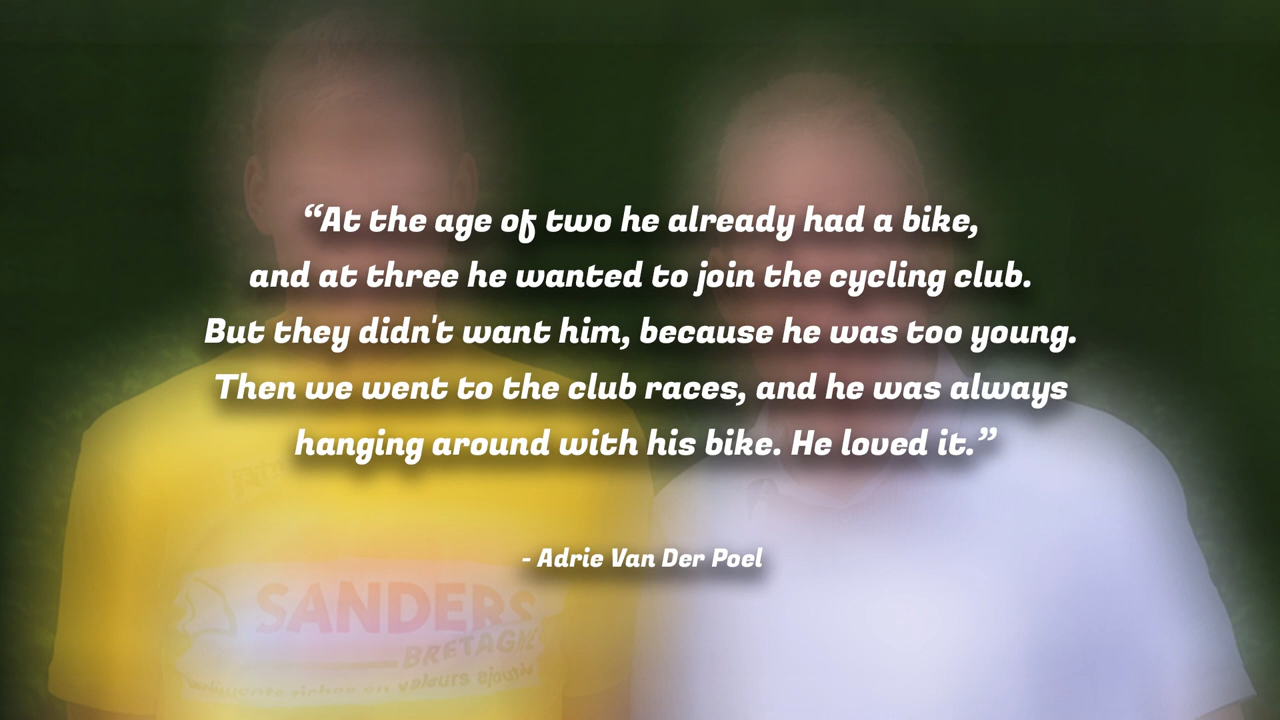 “At the age of two he already had a bike,
and at three he wanted to join the cycling club.
But they didn't want him, because he was too young.
Then we went to the club races, and he was always
hanging around with his bike. He loved it.”
- Adrie Van Der Poel
SANDERS
BRETAGNE